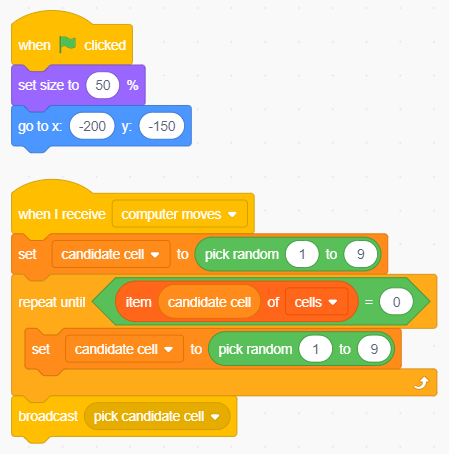 when clicked
set size to 50 %
go to x: -200 y: -150
when I receive computer moves
set candidate cell to pick random 1 to 9
repeat until item candidate cell of cells = 0
set candidate cell to pick random 1 to 9
broadcast pick candidate cell